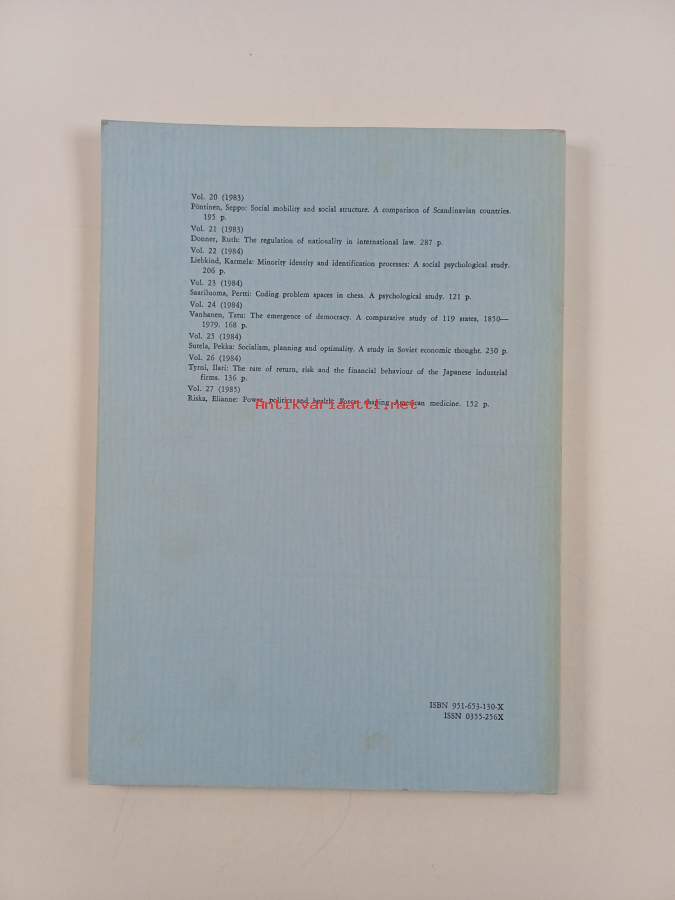 Vol. 20 (1983)
Pöntinen, Seppo: Social mobility and social structure. A comparison of Scandinavian countries.
195 p.
Vol. 21 (1983)
Donner, Ruth: The regulation of nationality in international law. 287 p.
Vol. 22 (1984)
Liebkind, Karmela: Minority identity and identification processes: A social psychological study.
206 p.
Vol. 23 (1984)
Saariluoma, Pertti: Coding problem spaces in chess. A psychological study. 121 p.
Vol. 24 (1984)
Vanhanen, Tatu: The emergence of democracy. A comparative study of 119 states, 1850—
1979. 168 p.
Vol. 25 (1984)
Sutela, Pekka: Socialism, planning and optimality. A study in Soviet economic thought. 230 p.
Vol. 26 (1984)
Tyrni, Ilari: The rate of return, risk and the financial behaviour of the Japanese industrial
firms. 136 p.
Vol. 27 (1985)
Riska, Elianne: Power, politics and health: Forces shaping American medicine. 152 p.
Antikvariaatti.net
ISBN 951-653-130-X
ISSN 0355-256X